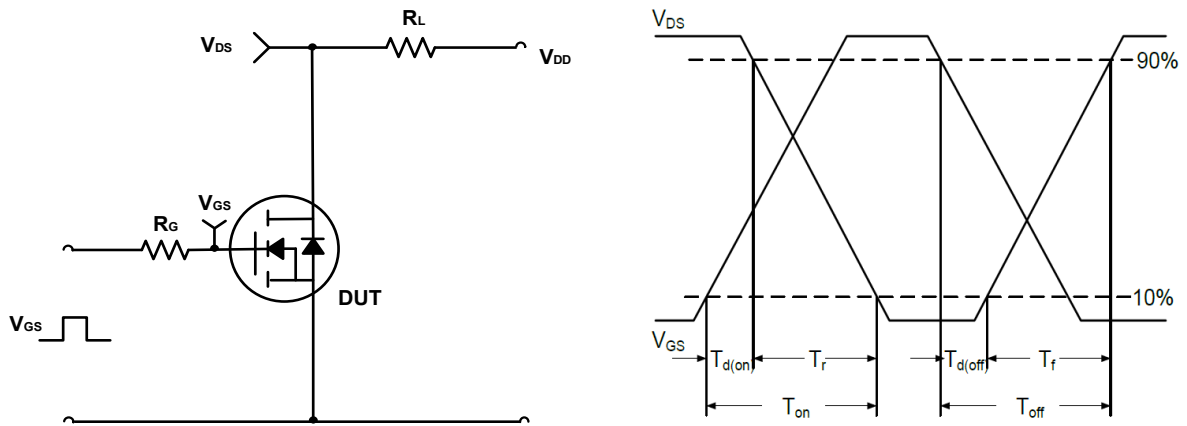 RL
VDS
VDD
VGS
RG
DUT
VGS
VDS
90%
10%
VGS
Td(on) Tr Td(off) Tf
Ton Toff